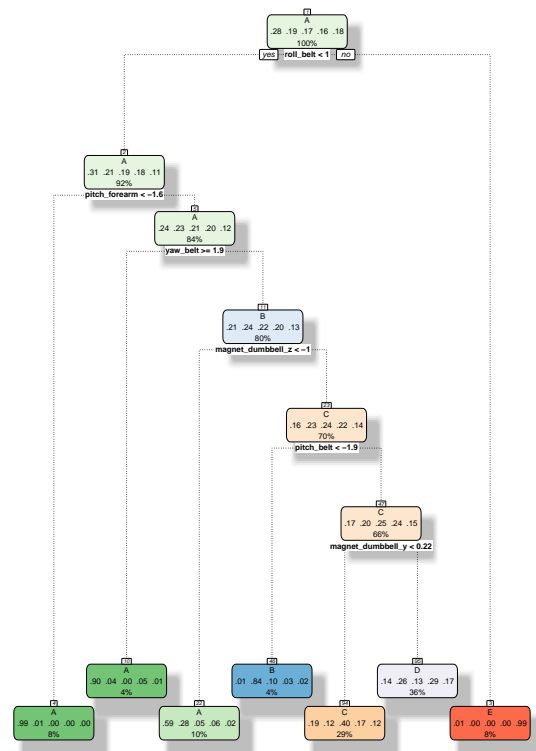 1
A
.28 .19 .17 .16 .18
100%
yes roll_belt < 1 no
2
A
.31 .21 .19 .18 .11
92%
pitch_forearm < −1.6
5
A
.24 .23 .21 .20 .12
84%
yaw_belt >= 1.9
11
B
.21 .24 .22 .20 .13
80%
magnet_dumbbell_z < −1
23
C
.16 .23 .24 .22 .14
70%
pitch_belt < −1.9
47
C
.17 .20 .25 .24 .15
66%
magnet_dumbbell_y < 0.22
10
A
.90 .04 .00 .05 .01
4%
46
B
.01 .84 .10 .03 .02
4%
95
D
.14 .26 .13 .29 .17
36%
4
A
.99 .01 .00 .00 .00
8%
22
A
.59 .28 .05 .06 .02
10%
94
C
.19 .12 .40 .17 .12
29%
3
E
.01 .00 .00 .00 .99
8%